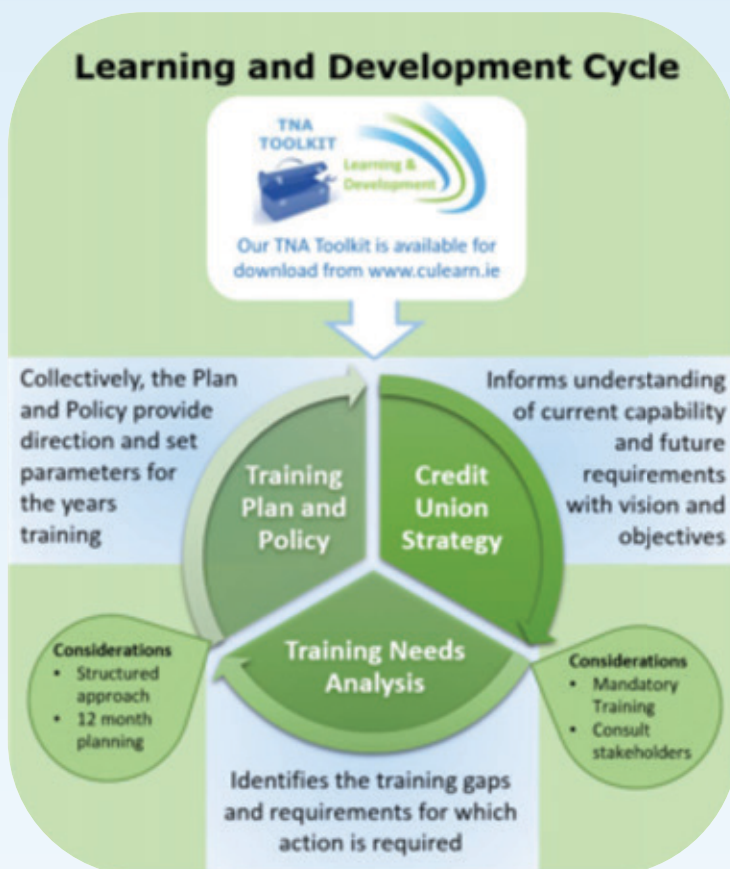 Learning and Development Cycle
TNA
TOOLKIT
Learning &
Development
Our TNA Toolkit is available for
download from www.culearn.ie
Collectively, the Plan
and Policy provide
direction and set
parameters for
the years
training
Informs understanding
of current capability
and future
requirements
with vision and
objectives
Training
Plan and
Policy
Credit
Union
Strategy
Training Needs
Analysis
Considerations
• Structured
approach
• 12 month
planning
Considerations
• Mandatory
Training
• Consult
stakeholders
Identifies the training gaps
and requirements for which
action is required